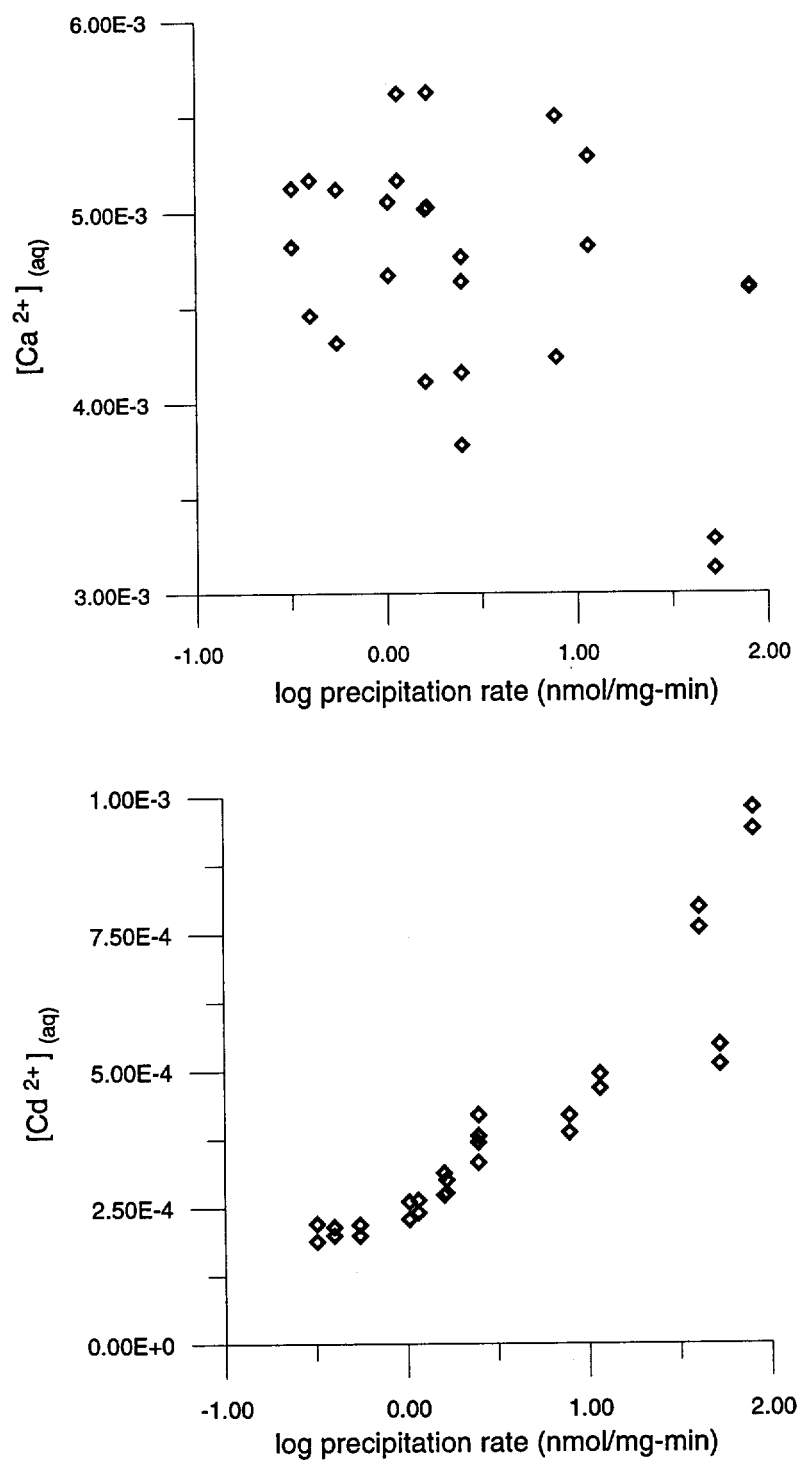 6.00E-3
5.00E-3
4.00E-3
3.00E-3
[Ca 2+] (aq)
-1.00 0.00 1.00 2.00
log precipitation rate (nmol/mg-min)
1.00E-3
7.50E-4
5.00E-4
2.50E-4
0.00E+0
[Cd 2+] (aq)
-1.00 0.00 1.00 2.00
log precipitation rate (nmol/mg-min)